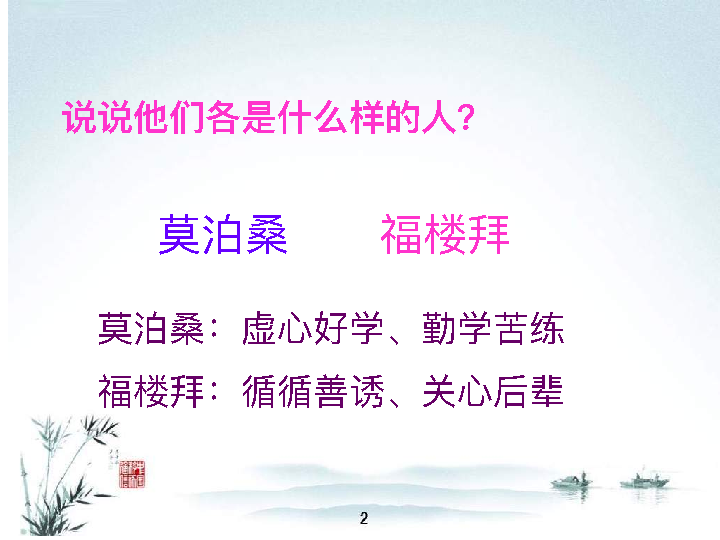 说说他们各是什么样的人?
莫泊桑 福楼拜
莫泊桑：虚心好学、勤学苦练
福楼拜：循循善诱、关心后辈
2